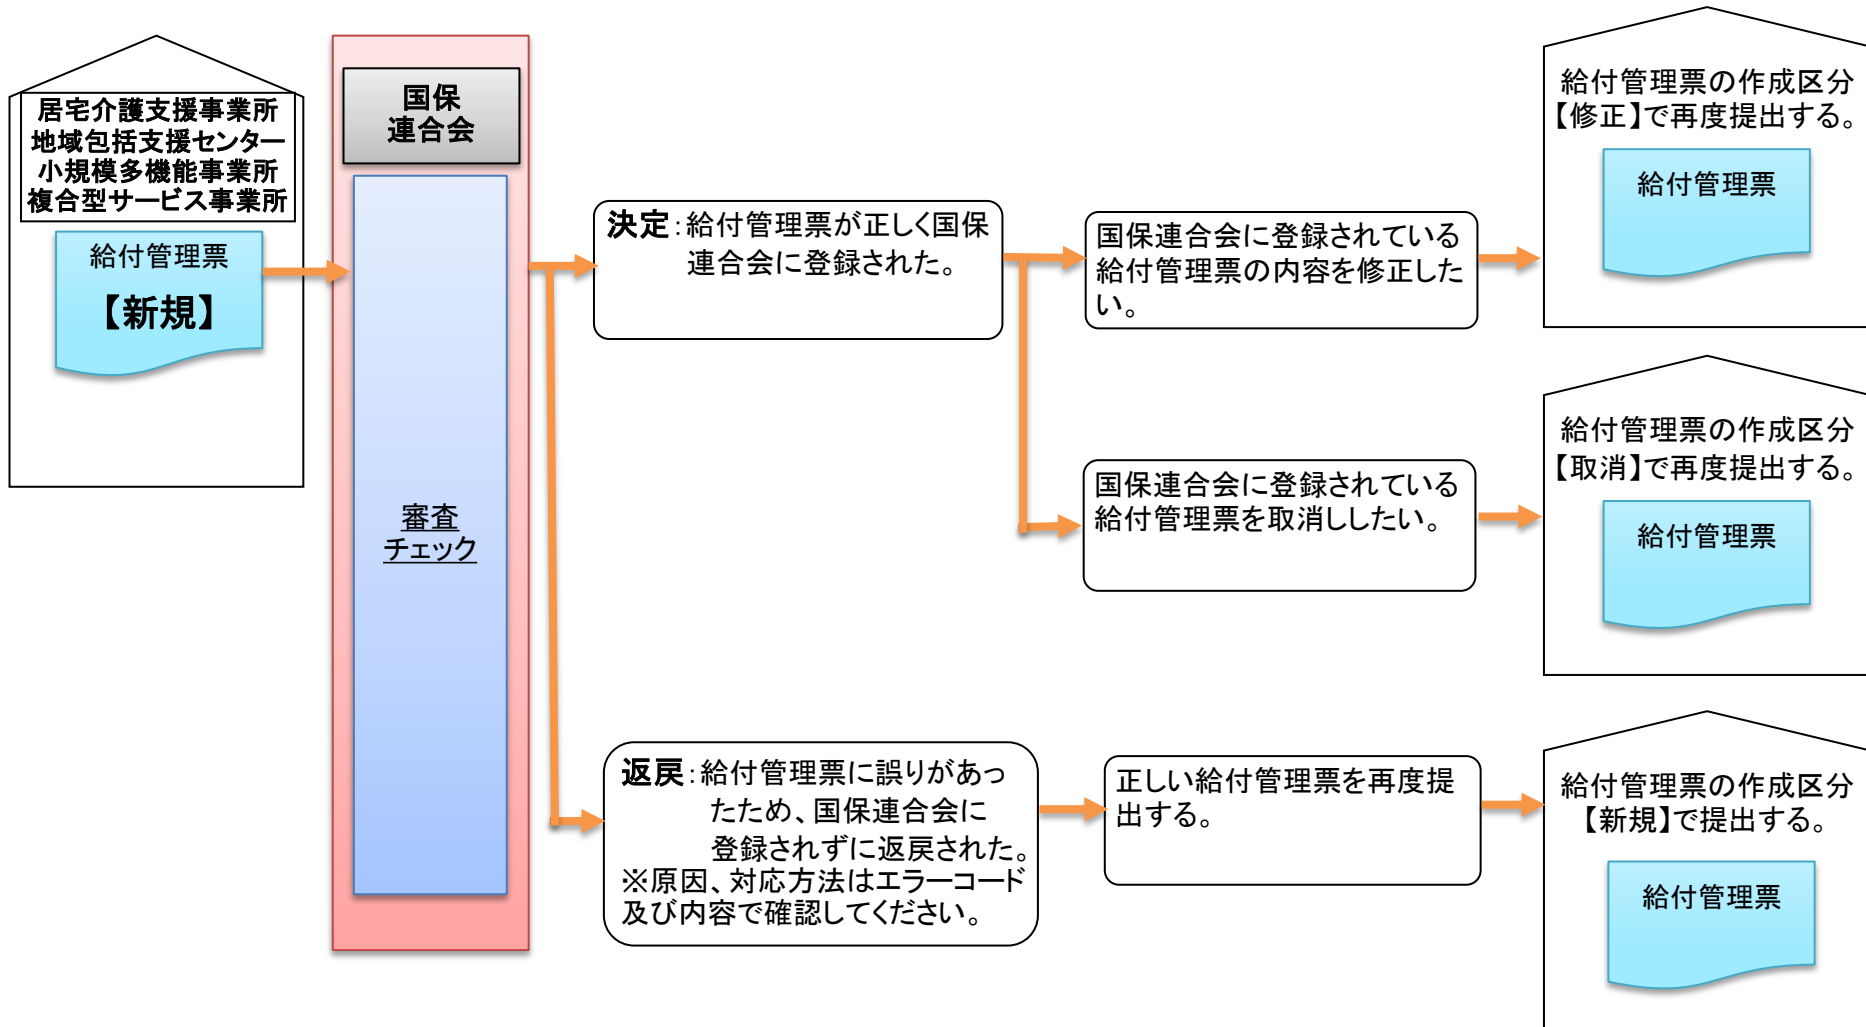 居宅介護支援事業所
地域包括支援センター
小規模多機能事業所
複合型サービス事業所
給付管理票
【新規】
国保
連合会
審査
チェック
決定：給付管理票が正しく国保
連合会に登録された。
国保連合会に登録されている
給付管理票の内容を修正した
い。
給付管理票の作成区分
【修正】で再度提出する。
給付管理票
国保連合会に登録されている
給付管理票を取消ししたい。
給付管理票の作成区分
【取消】で再度提出する。
給付管理票
返戻：給付管理票に誤りがあっ
たため、国保連合会に
登録されずに返戻された。
※原因、対応方法はエラーコード
及び内容で確認してください。
正しい給付管理票を再度提
出する。
給付管理票の作成区分
【新規】で提出する。
給付管理票